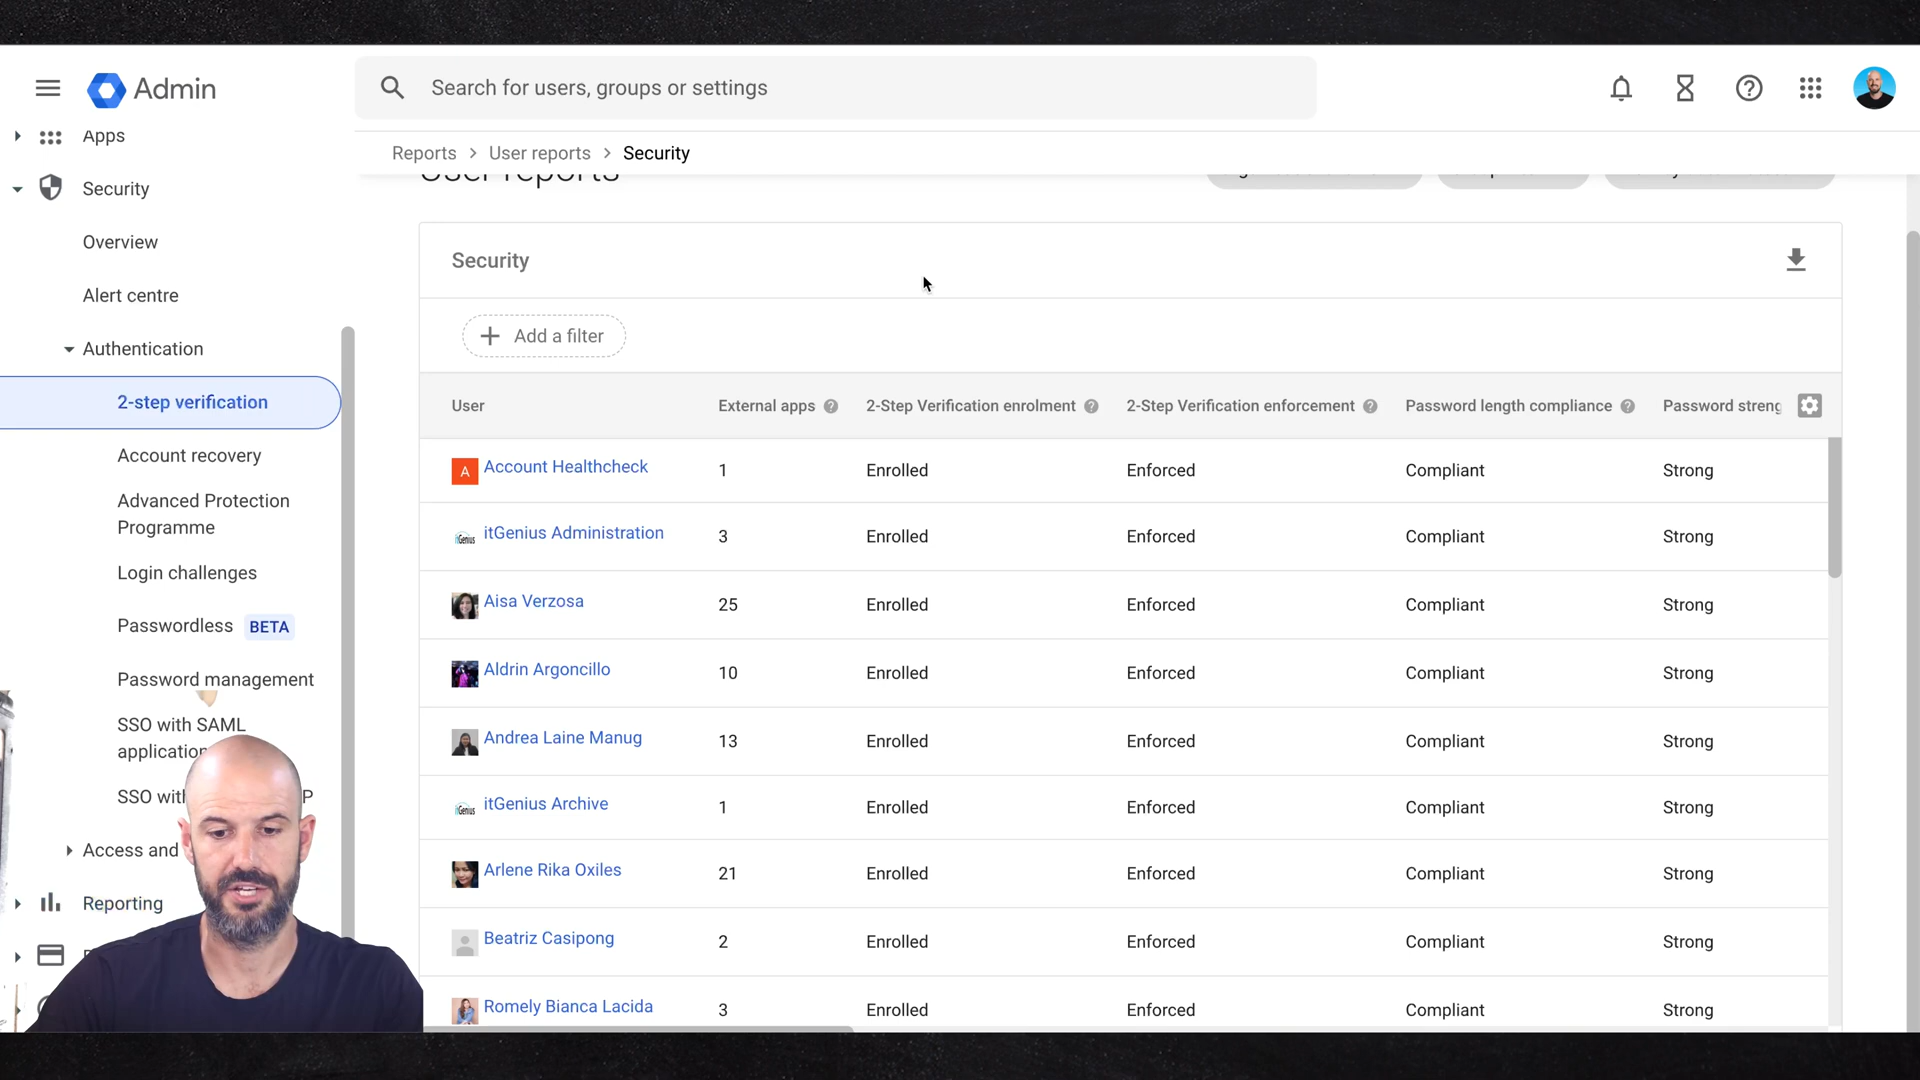 Admin
Search for users, groups or settings
Apps
Security
Overview
Alert centre
Authentication
2-step verification
Account recovery
Advanced Protection
Programme
Login challenges
Passwordless BETA
Password management
SSO with SAML
Access and
Reporting
Reports > User reports > Security
User reports
Security
Add a filter
User External apps 2-Step Verification enrolment 2-Step Verification enforcement Password length compliance Password streng
A Account Healthcheck 1 Enrolled Enforced Compliant Strong
itGenius itGenius Administration 3 Enrolled Enforced Compliant Strong
Aisa Verzosa 25 Enrolled Enforced Compliant Strong
Aldrin Argoncillo 10 Enrolled Enforced Compliant Strong
Andrea Laine Manug 13 Enrolled Enforced Compliant Strong
itGenius itGenius Archive 1 Enrolled Enforced Compliant Strong
Arlene Rika Oxiles 21 Enrolled Enforced Compliant Strong
Beatriz Casipong 2 Enrolled Enforced Compliant Strong
Romely Bianca Lacida 3 Enrolled Enforced Compliant Strong